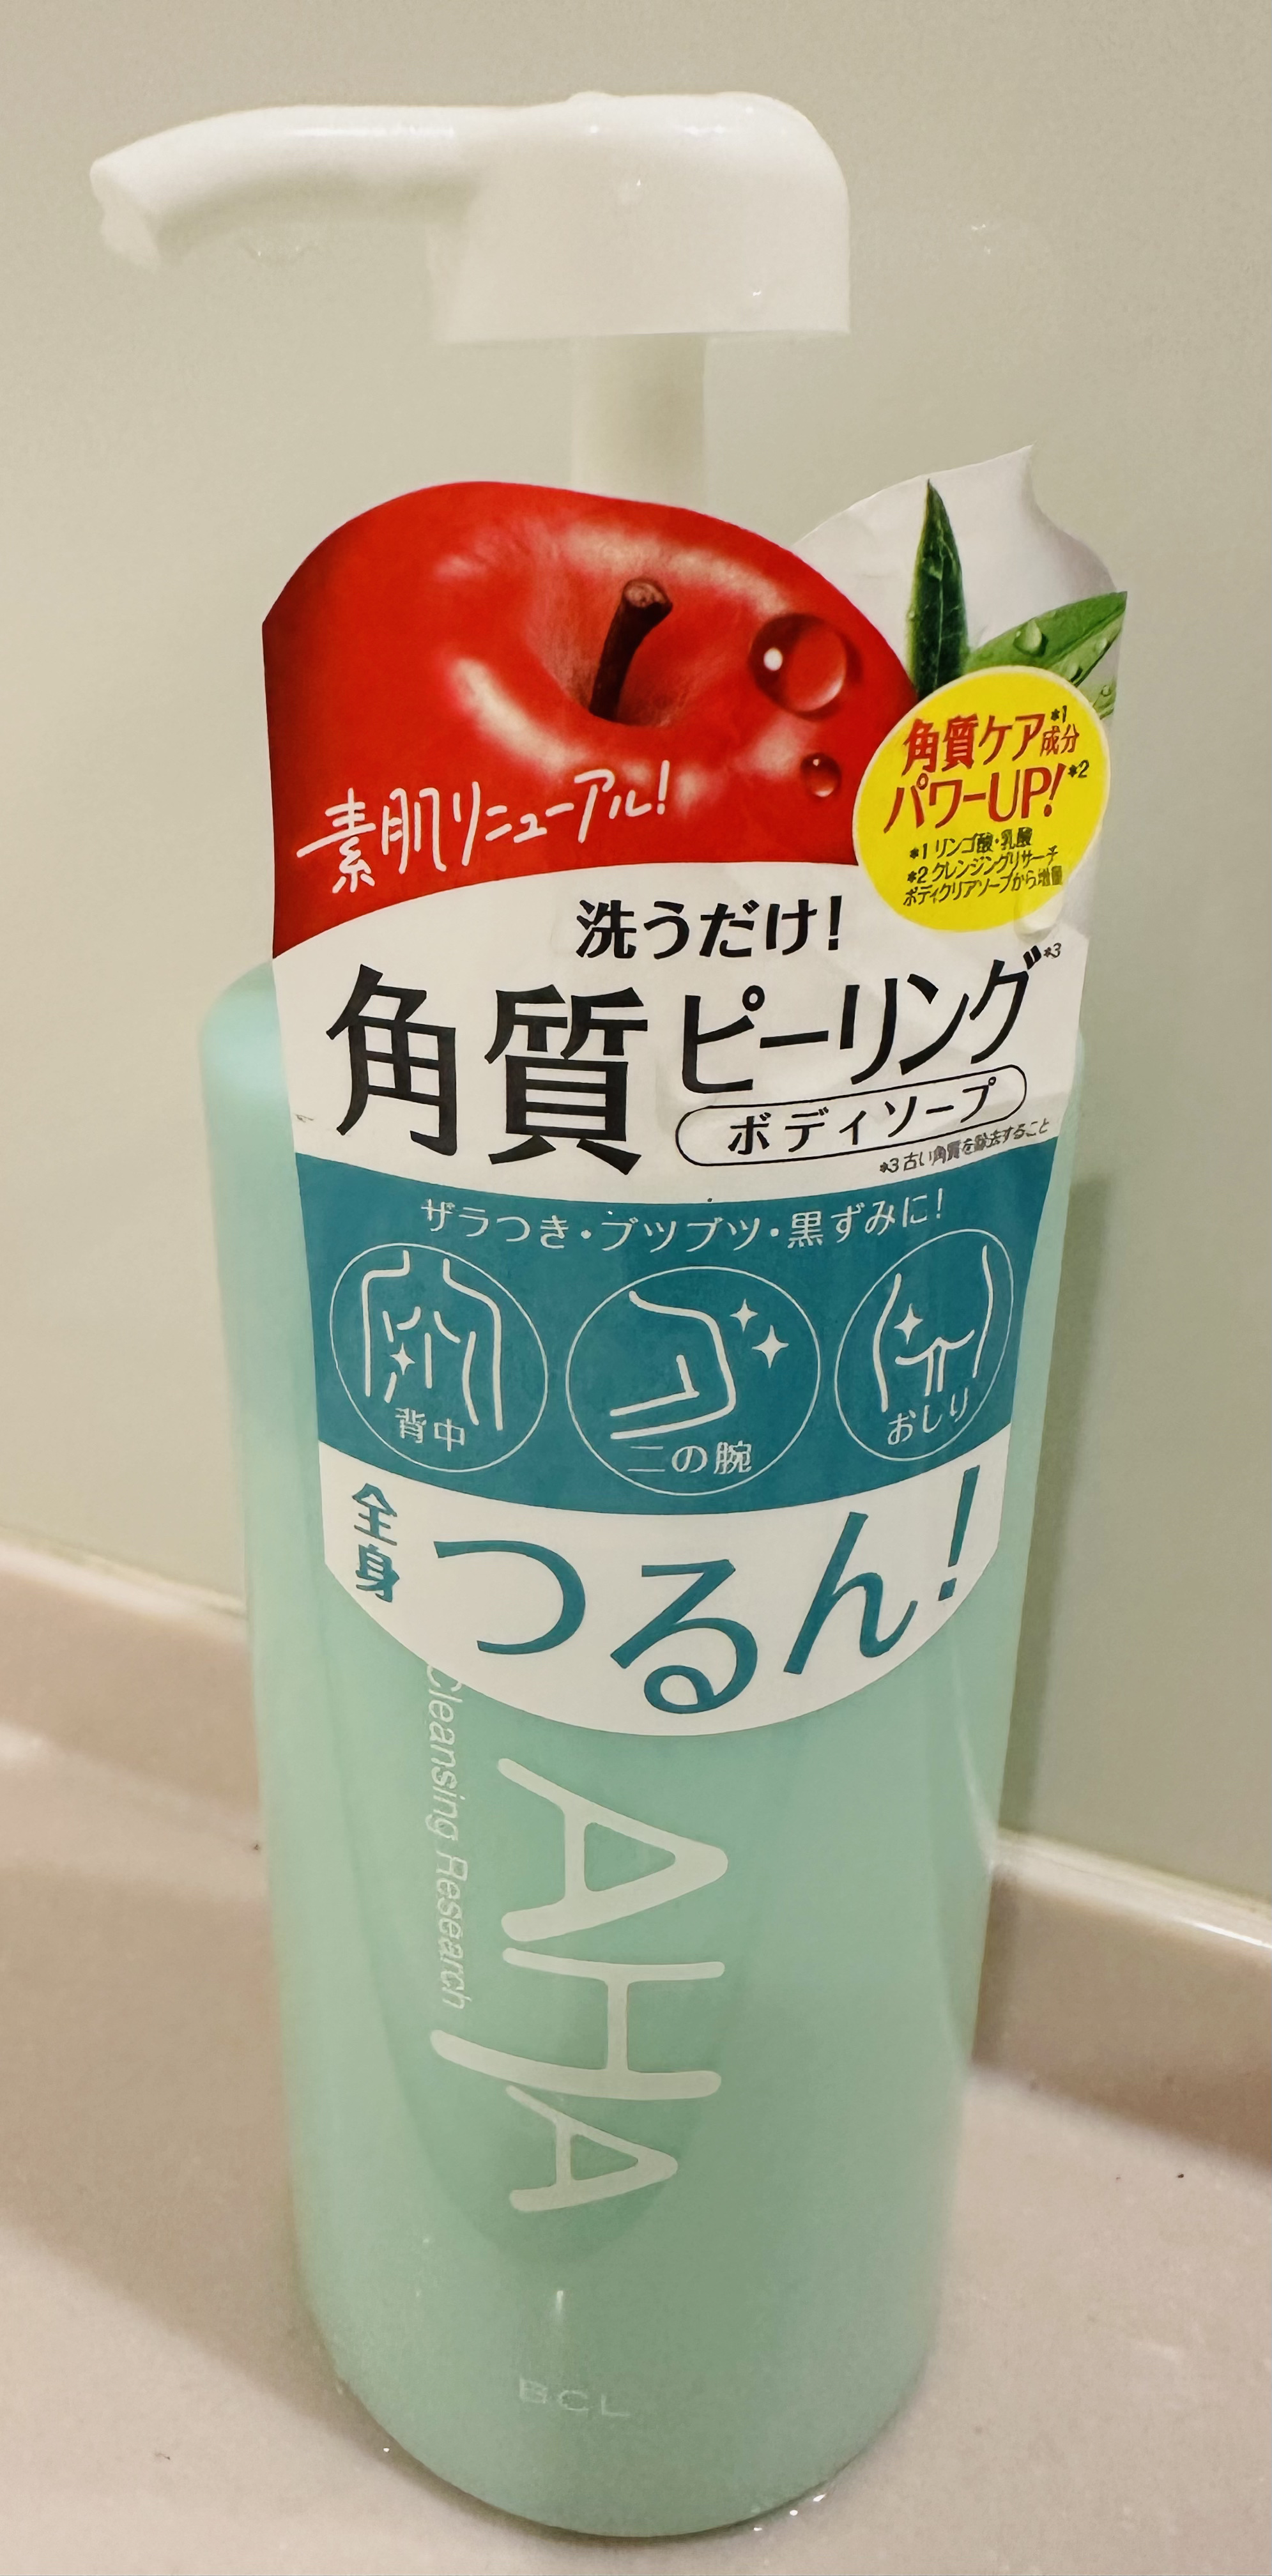 素肌リニューアル!
角質ケア*1成分
パワーUP!*2
*1 リンゴ酸・乳酸
*2 クレンジングリサーチ
ボディクリアソープから増量
洗うだけ!
角質ピーリング*3
ボディソープ
*3 古い角質を除去すること
ザラつき・ブツブツ・黒ずみに!
背中
二の腕
おしり
全身
つるん!
Cleansing Research
AHA
BCL